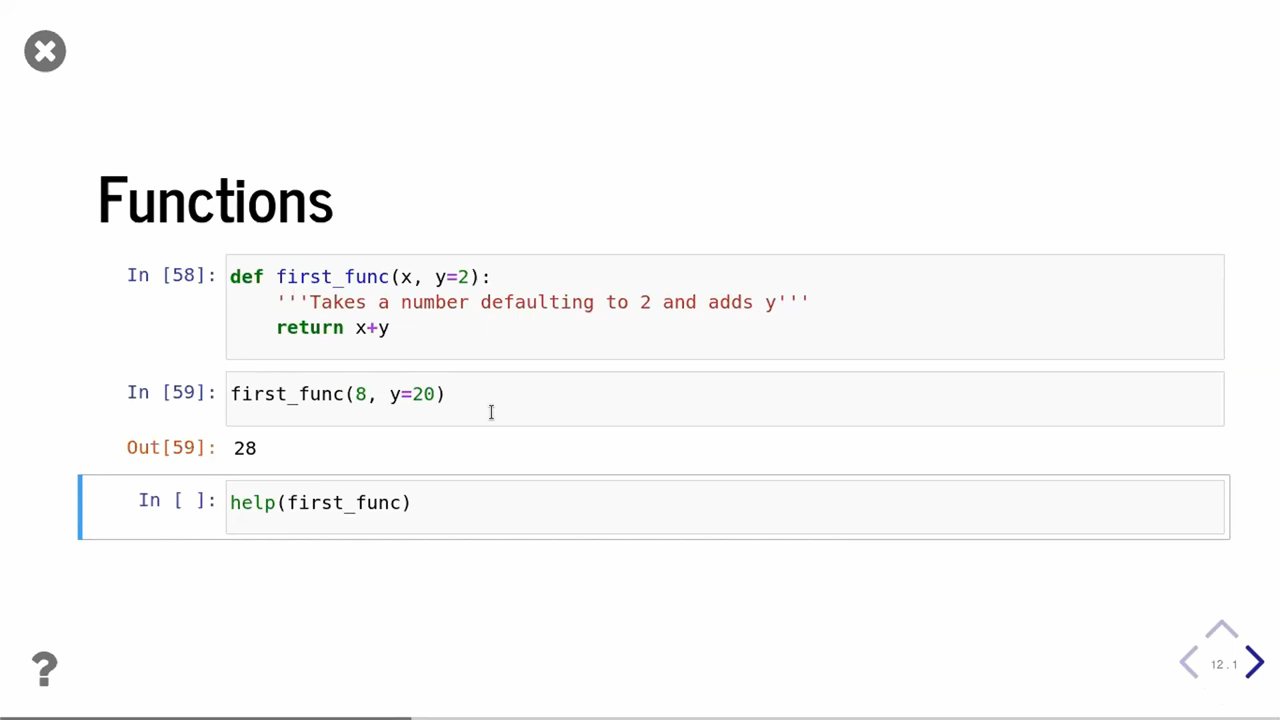 Functions
In [58]: def first_func(x, y=2):
'''Takes a number defaulting to 2 and adds y'''
return x+y
In [59]: first_func(8, y=20)
Out[59]: 28
In [ ]: help(first_func)
?
12.1